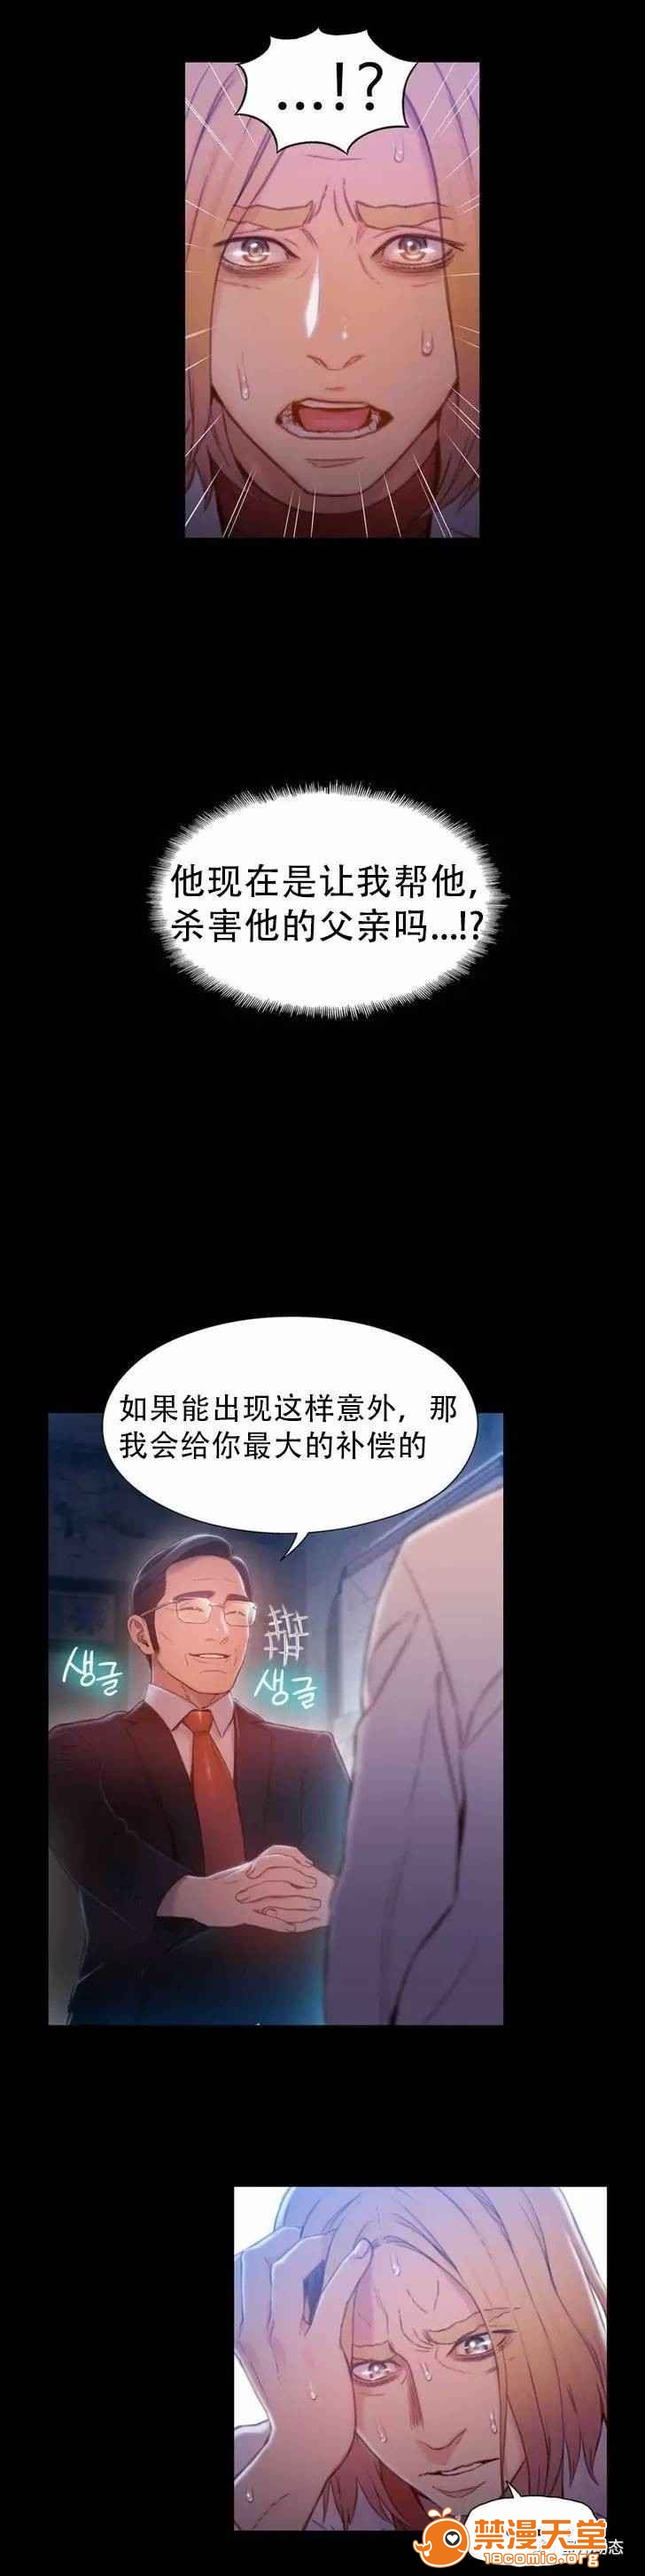 ...!?
他现在是让我帮他,
杀害他的父亲吗...!?
如果能出现这样意外，那
我会给你最大的补偿的
생글
생글
禁漫天堂
18comic.org
态